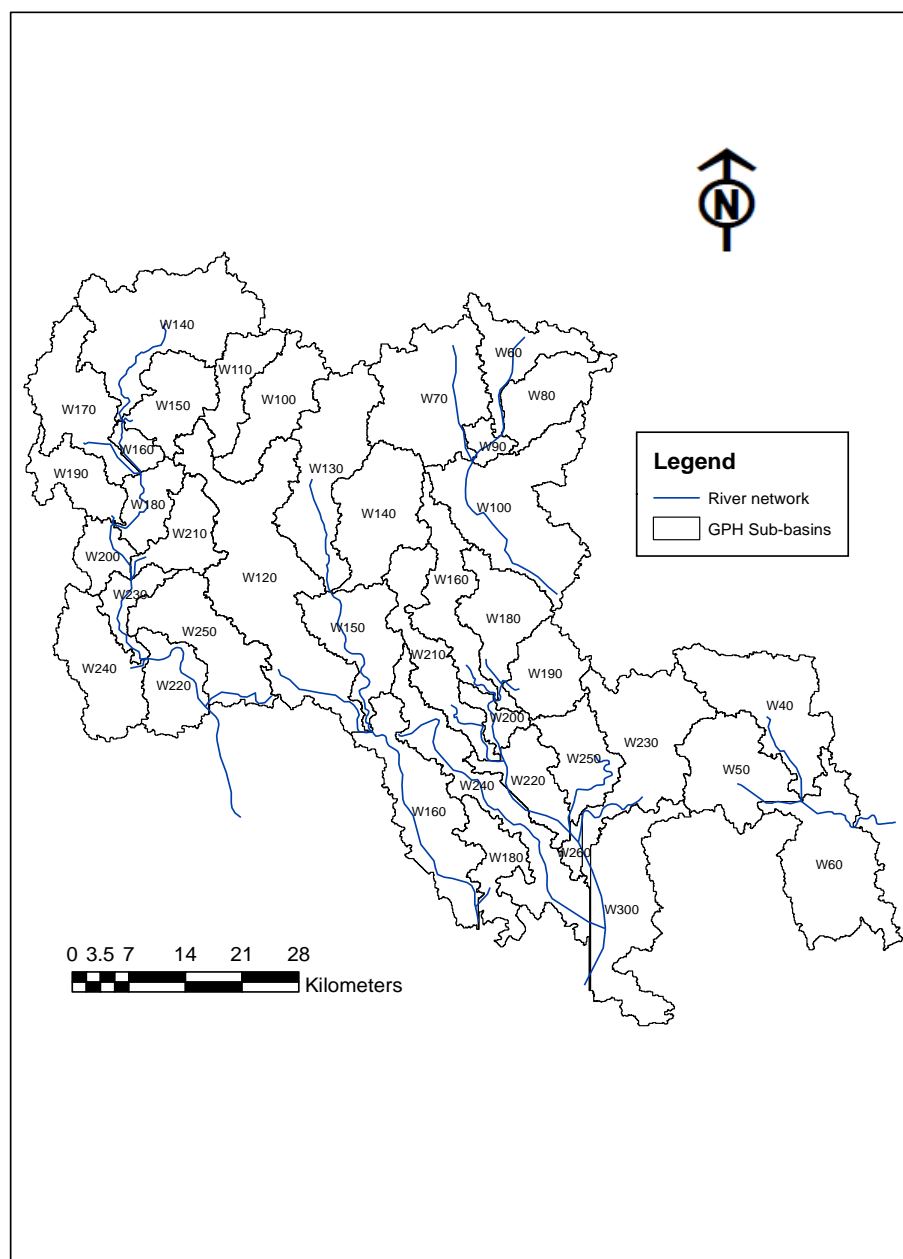 N
W140
W60
W110
W150
W100
W70
W80
W170
W90
W160
W190
W130
W180
W100
W140
W210
W200
W120
W160
W230
W180
W250
W150
W210
W240
W190
W220
W200
W40
W230
W50
W250
W240
W220
W160
W260
W180
W60
W300
Legend
River network
GPH Sub-basins
0 3.5 7 14 21 28
Kilometers